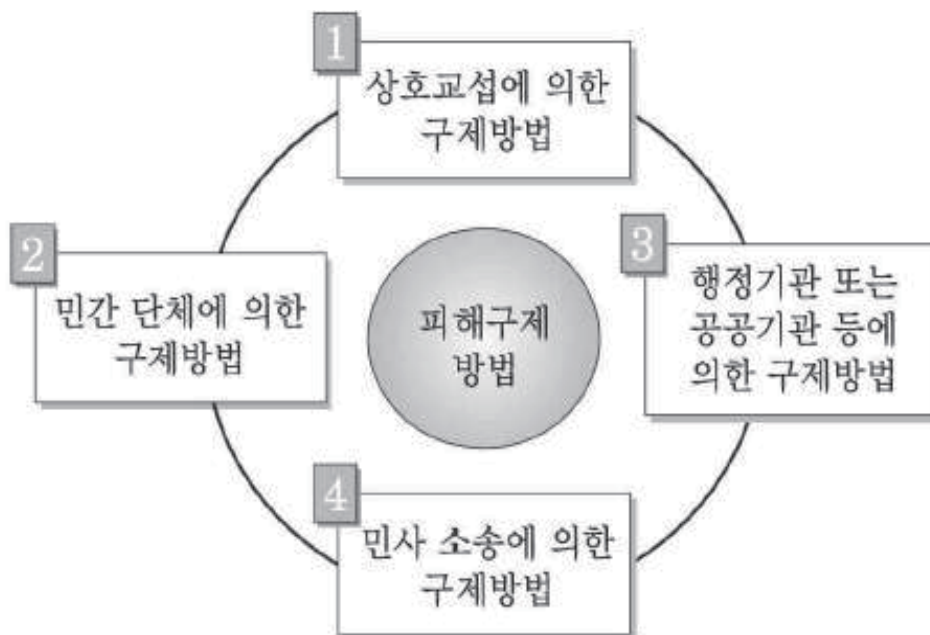 1
상호교섭에 의한
구제방법
2
민간 단체에 의한
구제방법
3
행정기관 또는
공공기관 등에
의한 구제방법
피해구제
방법
4
민사 소송에 의한
구제방법